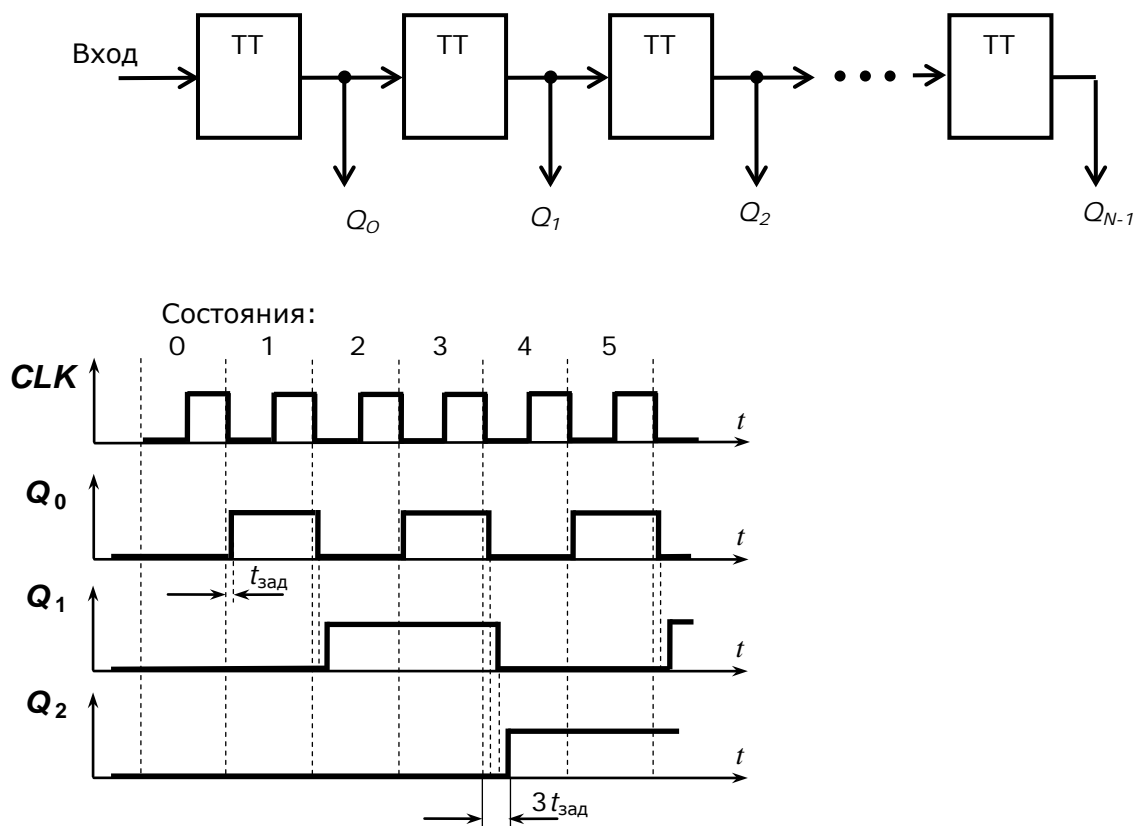 Вход
TT TT TT TT
Q0 Q1 Q2 QN-1
Состояния:
0 1 2 3 4 5
CLK
t
Q0
t
tзад
Q1
t
Q2
t
3tзад